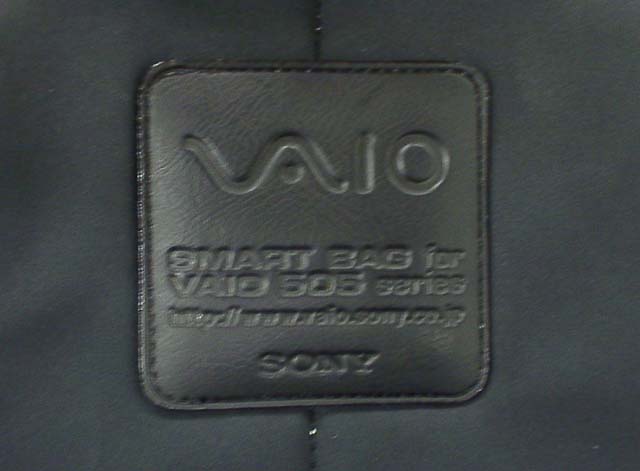 VAIO
SMART BAG for
VAIO 505 series
http://www.vaio.sony.co.jp
SONY